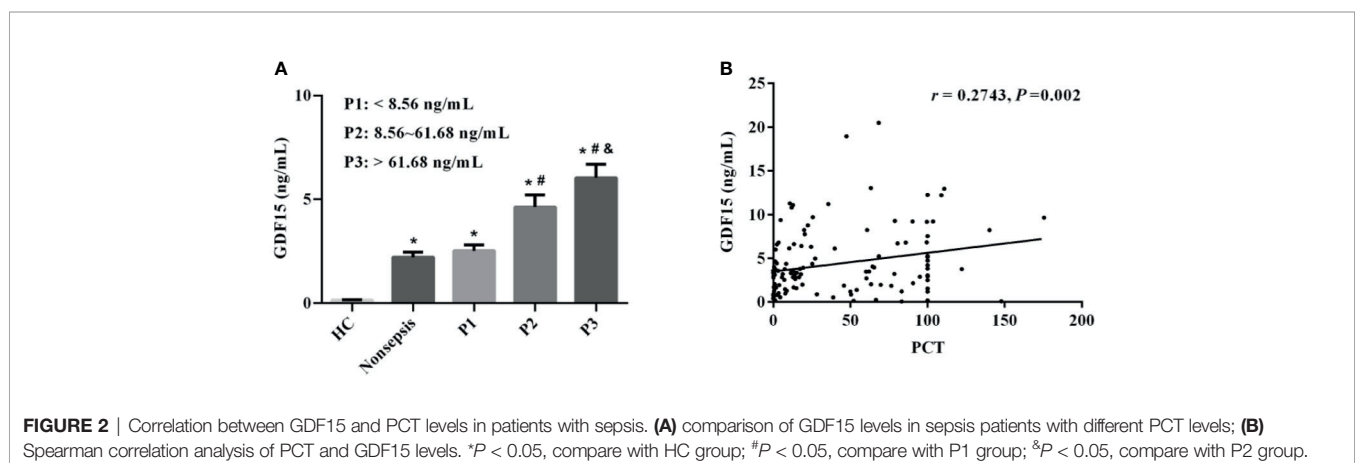 A
10
P1: < 8.56 ng/mL
P2: 8.56~61.68 ng/mL
P3: > 61.68 ng/mL
* # &
* #
5
*
*
GDF15 (ng/mL)
0
HC
Nonsepsis
P1
P2
P3
B
25
r = 0.2743, P=0.002
20
15
10
5
0
GDF15 (ng/mL)
0
50
100
150
200
PCT
FIGURE 2 | Correlation between GDF15 and PCT levels in patients with sepsis. (A) comparison of GDF15 levels in sepsis patients with different PCT levels; (B)
Spearman correlation analysis of PCT and GDF15 levels. *P < 0.05, compare with HC group; #P < 0.05, compare with P1 group; &P < 0.05, compare with P2 group.